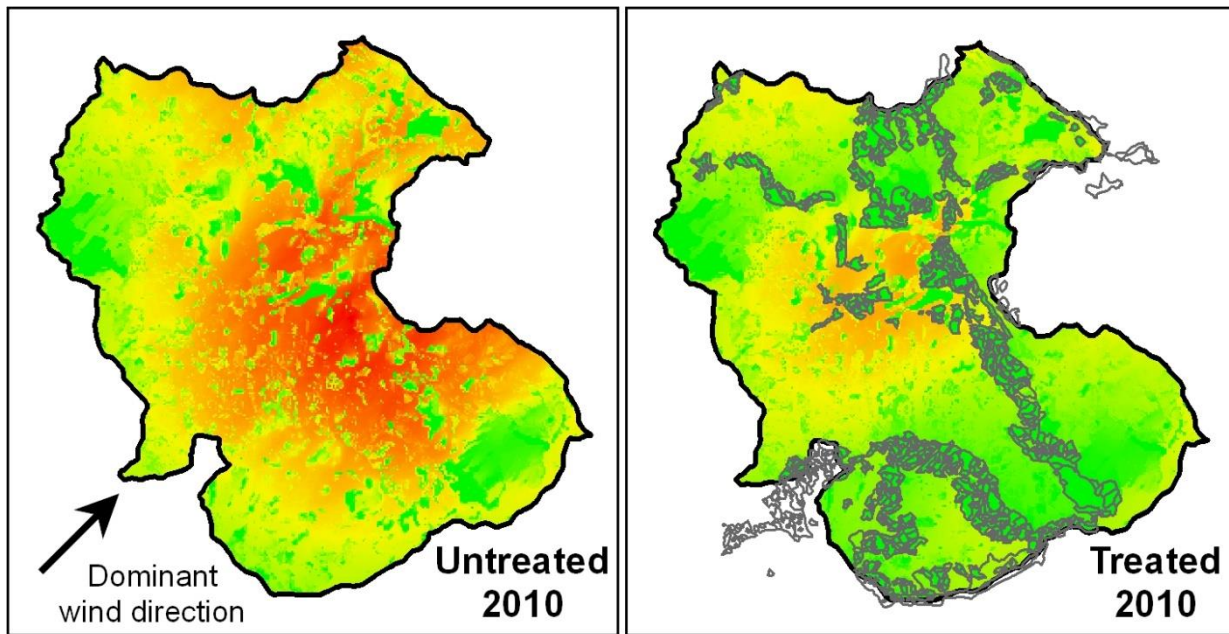 Dominant
wind direction
Untreated
2010
Treated
2010